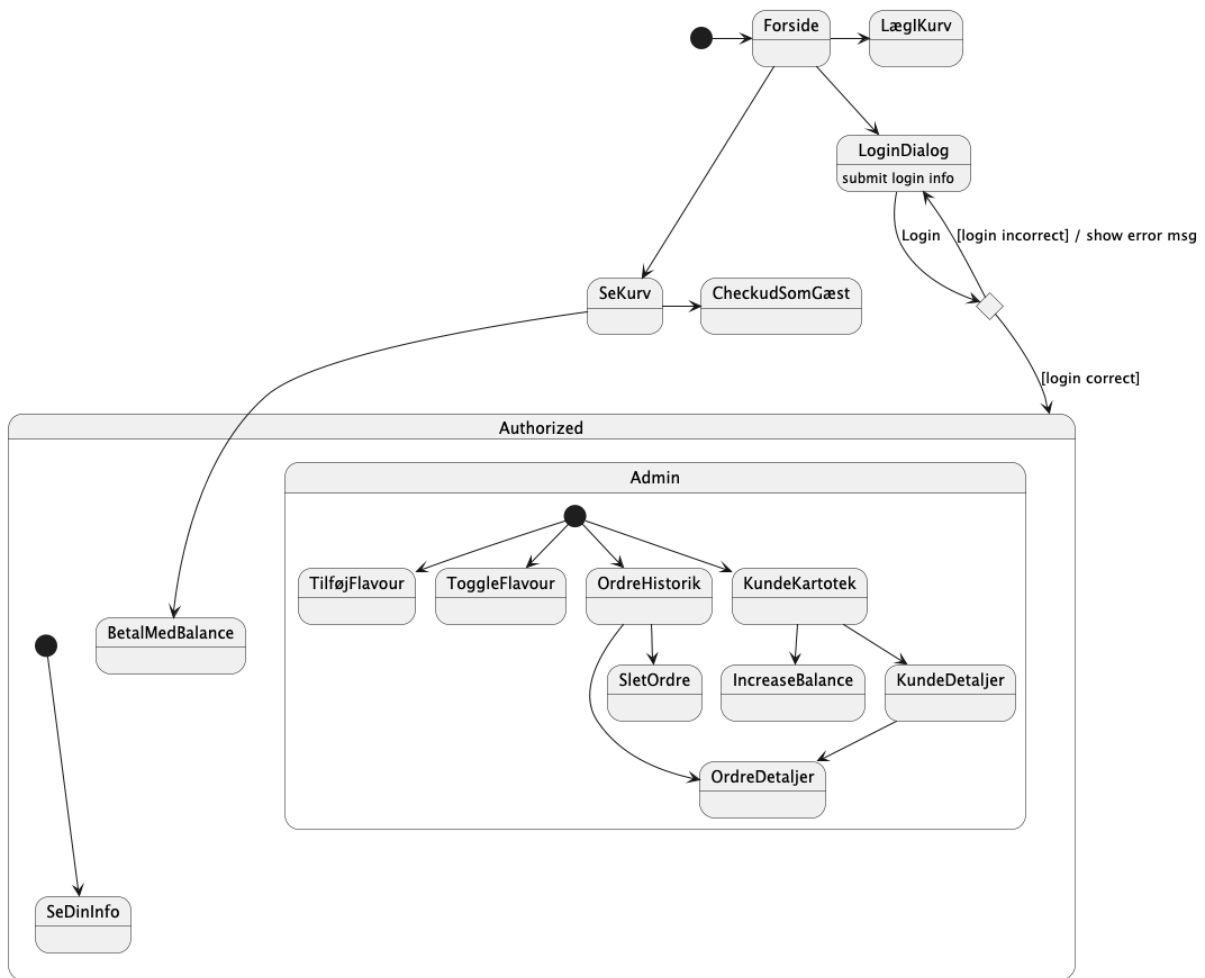 Forside
LæglKurv
LoginDialog
submit login info
Login
[login incorrect] / show error msg
SeKurv
CheckudSomGæst
[login correct]
Authorized
Admin
TilføjFlavour
ToggleFlavour
OrdreHistorik
KundeKartotek
BetalMedBalance
SletOrdre
IncreaseBalance
KundeDetaljer
OrdreDetaljer
SeDinInfo